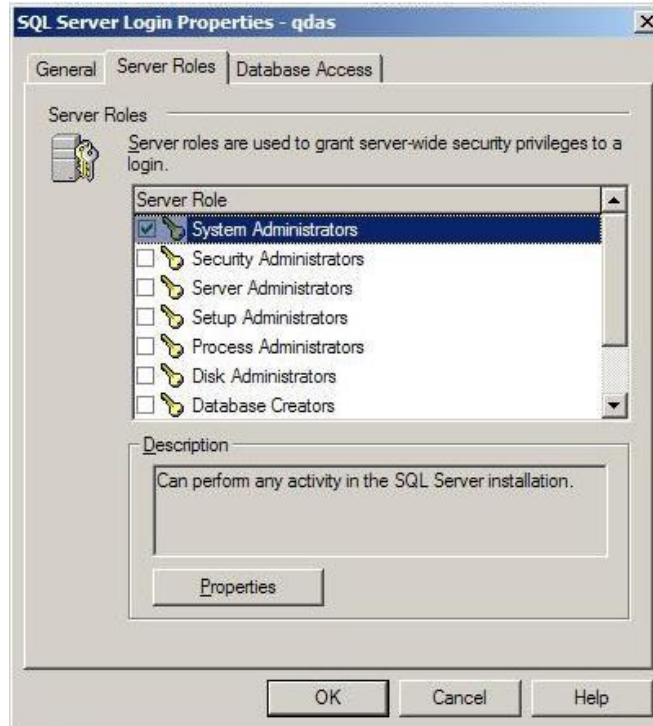 SQL Server Login Properties - qdas
General
Server Roles
Database Access
Server Roles
Server roles are used to grant server-wide security privileges to a
login.
Server Role
System Administrators
Security Administrators
Server Administrators
Setup Administrators
Process Administrators
Disk Administrators
Database Creators
Description
Can perform any activity in the SQL Server installation.
Properties
OK
Cancel
Help